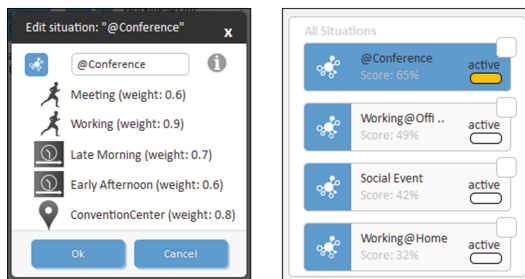 Edit situation: "@Conference"
x
@Conference
Meeting (weight: 0.6)
Working (weight: 0.9)
Late Morning (weight: 0.7)
Early Afternoon (weight: 0.6)
ConventionCenter (weight: 0.8)
Ok
Cancel
All Situations
@Conference
Score: 65%
active
Working@Offi ..
Score: 49%
active
Social Event
Score: 42%
active
Working@Home
Score: 32%
active